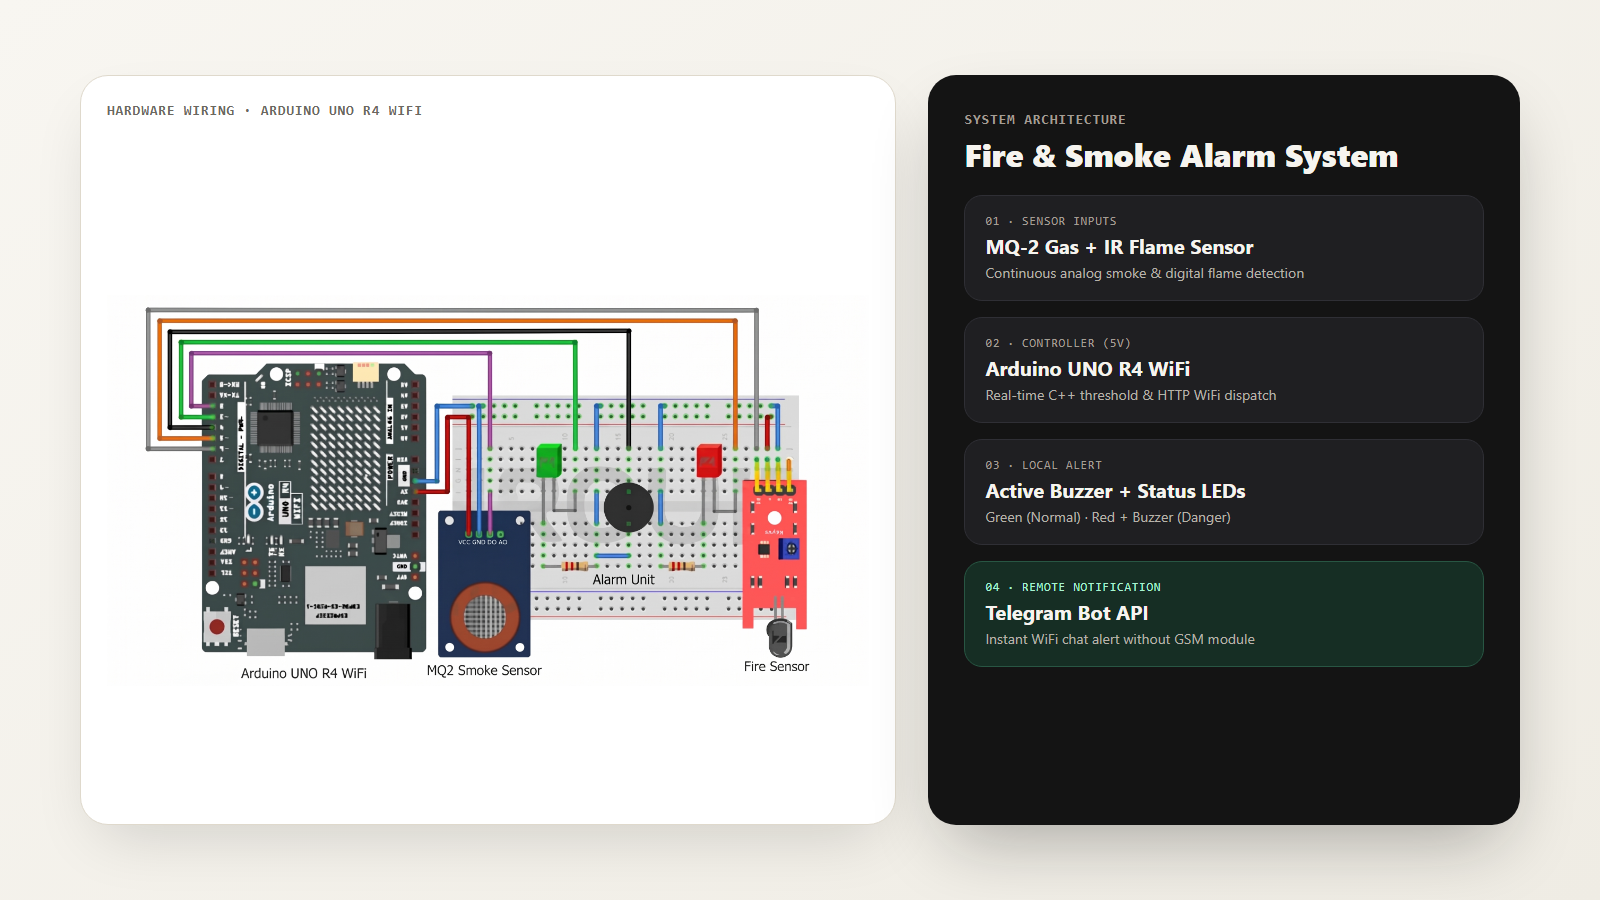 HARDWARE WIRING · ARDUINO UNO R4 WIFI
Arduino UNO R4 WiFi
MQ2 Smoke Sensor
VCC GND DO AO
Alarm Unit
Fire Sensor
SYSTEM ARCHITECTURE
Fire & Smoke Alarm System
01 · SENSOR INPUTS
MQ-2 Gas + IR Flame Sensor
Continuous analog smoke & digital flame detection
02 · CONTROLLER (5V)
Arduino UNO R4 WiFi
Real-time C++ threshold & HTTP WiFi dispatch
03 · LOCAL ALERT
Active Buzzer + Status LEDs
Green (Normal) · Red + Buzzer (Danger)
04 · REMOTE NOTIFICATION
Telegram Bot API
Instant WiFi chat alert without GSM module